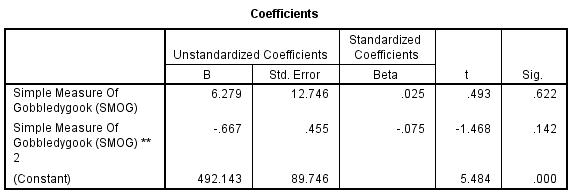 Coefficients
Unstandardized Coefficients Standardized Coefficients t Sig.
B Std. Error Beta
Simple Measure Of Gobbledygook (SMOG) 6.279 12.746 .025 .493 .622
Simple Measure Of Gobbledygook (SMOG) ** 2 -.667 .455 -.075 -1.468 .142
(Constant) 492.143 89.746 5.484 .000